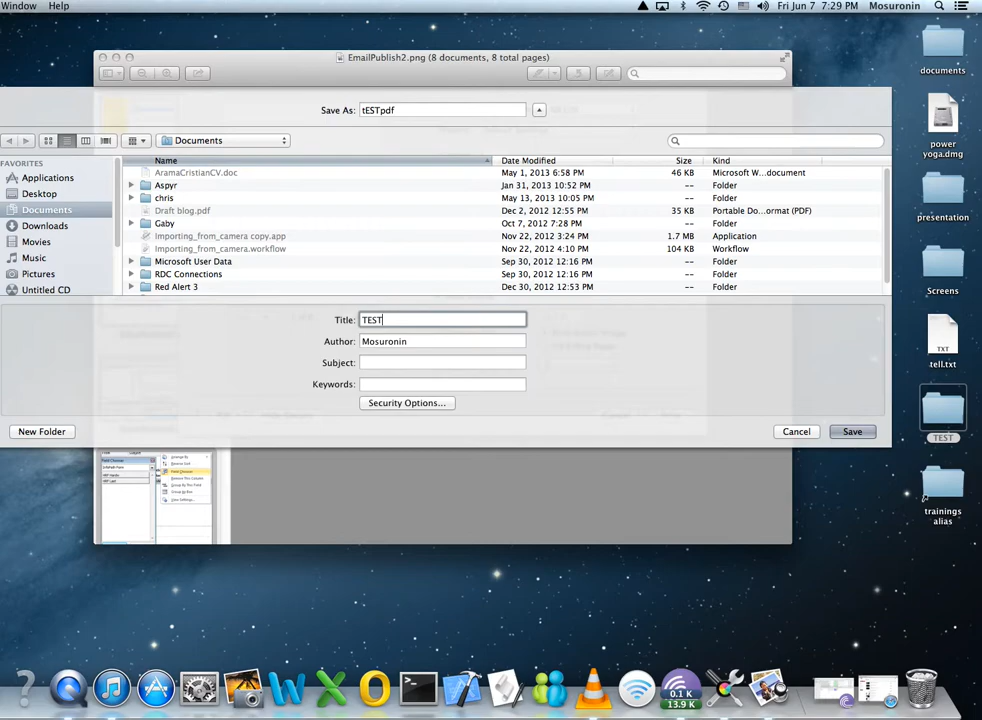 Window Help Fri Jun 7 7:29 PM Mosuronin
EmailPublish2.png (8 documents, 8 total pages)
Save As: tESTpdf
Documents
FAVORITES
Applications
Desktop
Documents
Downloads
Movies
Music
Pictures
Untitled CD
Name Date Modified Size Kind
AramaCristianCV.doc May 1, 2013 6:58 PM 46 KB Microsoft W...document
Aspyr Jan 31, 2013 10:52 PM -- Folder
chris May 13, 2013 10:05 PM -- Folder
Draft blog.pdf Dec 2, 2012 12:55 PM 35 KB Portable Do...ormat (PDF)
Gaby Oct 7, 2012 7:28 PM -- Folder
Importing_from_camera copy.app Nov 22, 2012 3:24 PM 1.7 MB Application
Importing_from_camera.workflow Nov 22, 2012 4:10 PM 104 KB Workflow
Microsoft User Data Sep 30, 2012 12:16 PM -- Folder
RDC Connections Sep 30, 2012 12:16 PM -- Folder
Red Alert 3 Dec 30, 2012 12:53 PM -- Folder
Title: TEST
Author: Mosuronin
Subject:
Keywords:
Security Options...
New Folder Cancel Save
documents
power
yoga.dmg
presentation
Screens
TXT
tell.txt
TEST
trainings
alias
0.1 K
13.9 K